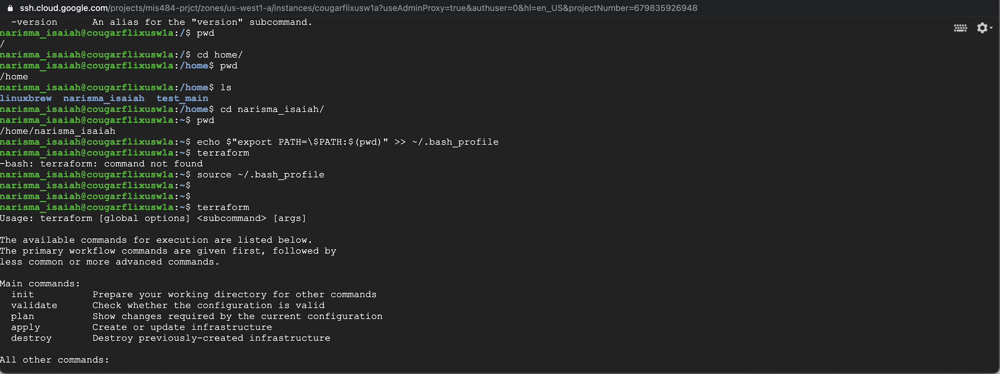 ssh.cloud.google.com/projects/mis484-prjct/zones/us-west1-a/instances/cougarflixusw1a?useAdminProxy=true&authuser=0&hl=en_US&projectNumber=679835926948
  -version      An alias for the "version" subcommand.
narisma_isaiah@cougarflixusw1a:/$ pwd
/
narisma_isaiah@cougarflixusw1a:/$ cd home/
narisma_isaiah@cougarflixusw1a:/home$ pwd
/home
narisma_isaiah@cougarflixusw1a:/home$ ls
linuxbrew  narisma_isaiah  test_main
narisma_isaiah@cougarflixusw1a:/home$ cd narisma_isaiah/
narisma_isaiah@cougarflixusw1a:~$ pwd
/home/narisma_isaiah
narisma_isaiah@cougarflixusw1a:~$ echo $"export PATH=\$PATH:$(pwd)" >> ~/.bash_profile
narisma_isaiah@cougarflixusw1a:~$ terraform
-bash: terraform: command not found
narisma_isaiah@cougarflixusw1a:~$ source ~/.bash_profile
narisma_isaiah@cougarflixusw1a:~$
narisma_isaiah@cougarflixusw1a:~$
narisma_isaiah@cougarflixusw1a:~$ terraform
Usage: terraform [global options] <subcommand> [args]

The available commands for execution are listed below.
The primary workflow commands are given first, followed by
less common or more advanced commands.

Main commands:
  init          Prepare your working directory for other commands
  validate      Check whether the configuration is valid
  plan          Show changes required by the current configuration
  apply         Create or update infrastructure
  destroy       Destroy previously-created infrastructure

All other commands: